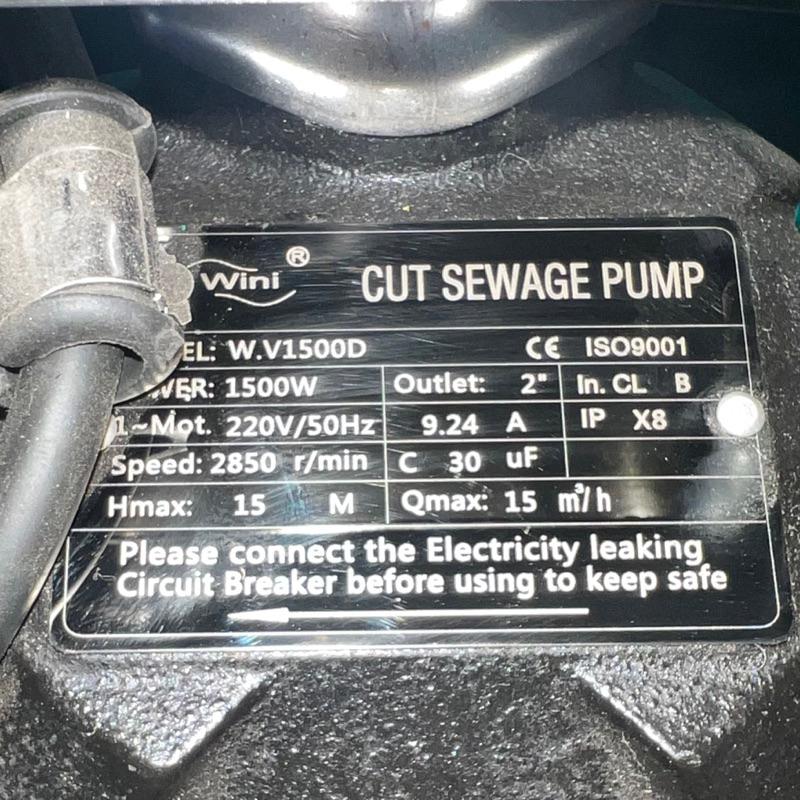 Wini ® CUT SEWAGE PUMP
EL: W.V1500D CE ISO9001
WER: 1500W Outlet: 2" In. CL B
1~Mot. 220V/50Hz 9.24 A IP X8
Speed: 2850 r/min C 30 uF
Hmax: 15 M Qmax: 15 m³/h
Please connect the Electricity leaking
Circuit Breaker before using to keep safe